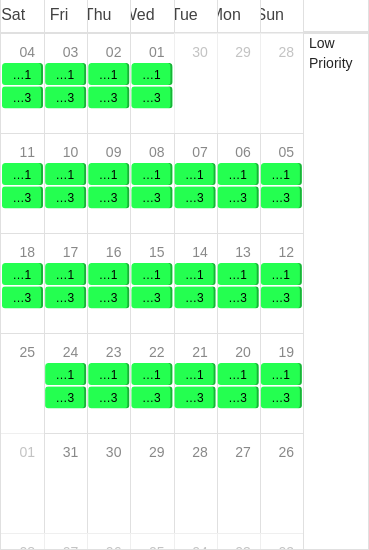 Sat Fri Thu Wed Tue Mon Sun
Low
Priority
04 03 02 01 30 29 28
...1 ...1 ...1 ...1
...3 ...3 ...3 ...3
11 10 09 08 07 06 05
...1 ...1 ...1 ...1 ...1 ...1 ...1
...3 ...3 ...3 ...3 ...3 ...3 ...3
18 17 16 15 14 13 12
...1 ...1 ...1 ...1 ...1 ...1 ...1
...3 ...3 ...3 ...3 ...3 ...3 ...3
25 24 23 22 21 20 19
...1 ...1 ...1 ...1 ...1 ...1
...3 ...3 ...3 ...3 ...3 ...3
01 31 30 29 28 27 26